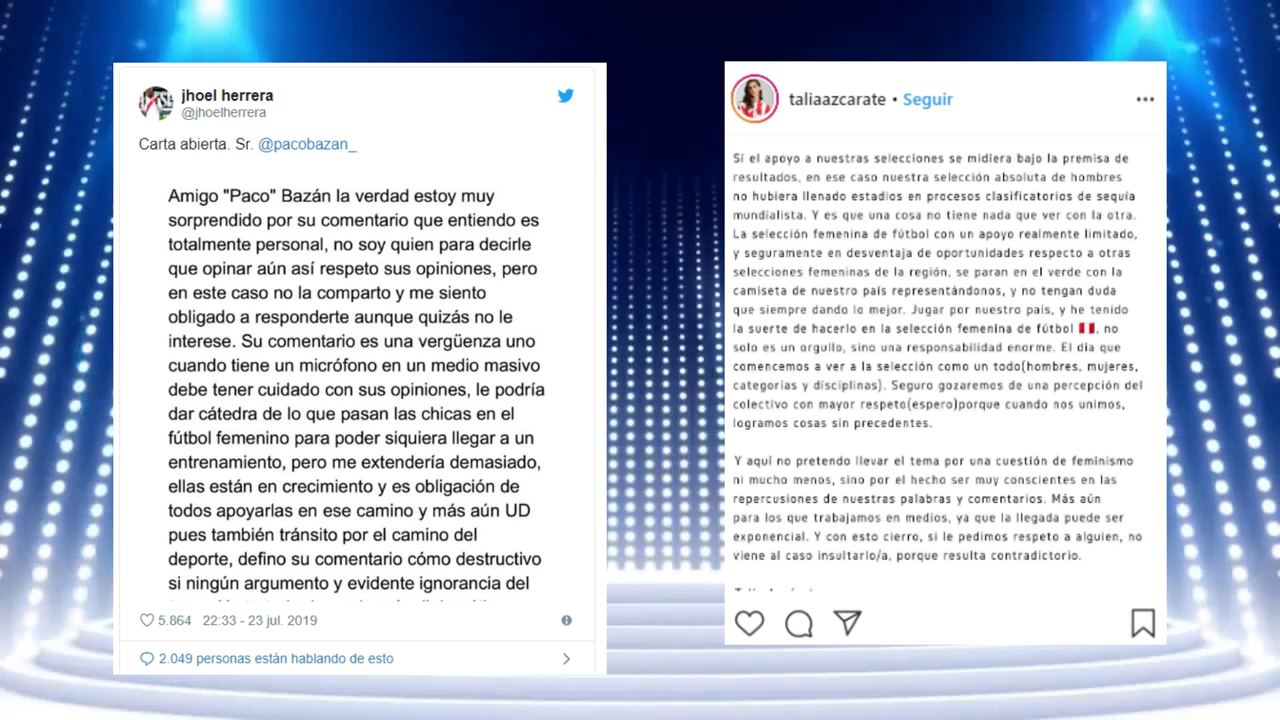 jhoel herrera
@jhoelherrera
Carta abierta. Sr. @pacobazan_
Amigo "Paco" Bazán la verdad estoy muy
sorprendido por su comentario que entiendo es
totalmente personal, no soy quien para decirle
que opinar aún así respeto sus opiniones, pero
en este caso no la comparto y me siento
obligado a responderte aunque quizás no le
interese. Su comentario es una vergüenza uno
cuando tiene un micrófono en un medio masivo
debe tener cuidado con sus opiniones, le podría
dar cátedra de lo que pasan las chicas en el
fútbol femenino para poder siquiera llegar a un
entrenamiento, pero me extendería demasiado,
ellas están en crecimiento y es obligación de
todos apoyarlas en ese camino y más aún UD
pues también tránsito por el camino del
deporte, defino su comentario cómo destructivo
si ningún argumento y evidente ignorancia del
5.864 22:33 - 23 jul. 2019
2.049 personas están hablando de esto
taliaazcarate • Seguir
Si el apoyo a nuestras selecciones se midiera bajo la premisa de
resultados, en ese caso nuestra selección absoluta de hombres
no hubiera llenado estadios en procesos clasificatorios de sequía
mundialista. Y es que una cosa no tiene nada que ver con la otra.
La selección femenina de fútbol con un apoyo realmente limitado,
y seguramente en desventaja de oportunidades respecto a otras
selecciones femeninas de la región, se paran en el verde con la
camiseta de nuestro país representándonos, y no tengan duda
que siempre dando lo mejor. Jugar por nuestro país, y he tenido
la suerte de hacerlo en la selección femenina de fútbol 🇵🇪, no
solo es un orgullo, sino una responsabilidad enorme. El día que
comencemos a ver a la selección como un todo(hombres, mujeres,
categorías y disciplinas). Seguro gozaremos de una percepción del
colectivo con mayor respeto(espero)porque cuando nos unimos,
logramos cosas sin precedentes.
Y aquí no pretendo llevar el tema por una cuestión de feminismo
ni mucho menos, sino por el hecho ser muy conscientes en las
repercusiones de nuestras palabras y comentarios. Más aún
para los que trabajamos en medios, ya que la llegada puede ser
exponencial. Y con esto cierro, si le pedimos respeto a alguien, no
viene al caso insultarlo/a, porque resulta contradictorio.